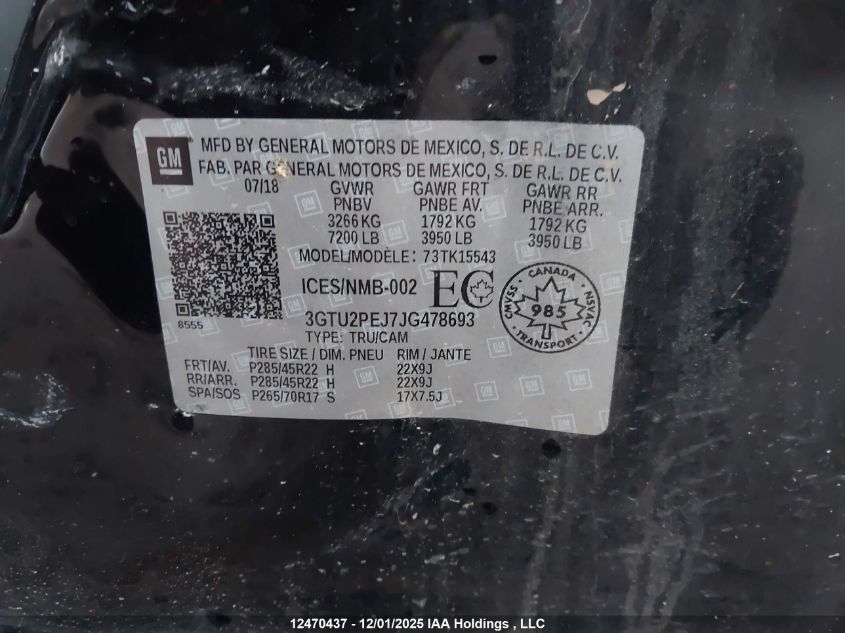 GM
MFD BY GENERAL MOTORS DE MEXICO, S. DE R.L. DE C.V.
FAB. PAR GENERAL MOTORS DE MEXICO, S. DE R.L. DE C.V.
07/18 GVWR GAWR FRT GAWR RR
PNBV PNBE AV. PNBE ARR.
3266 KG 1792 KG 1792 KG
7200 LB 3950 LB 3950 LB
MODEL/MODÈLE: 73TK15543
ICES/NMB-002 EC
CANADA
CMVSS 985 NSVAC
TRANSPORT
8555
3GTU2PEJ7JG478693
TYPE: TRU/CAM
TIRE SIZE / DIM. PNEU RIM / JANTE
FRT/AV. P285/45R22 H 22X9J
RR/ARR. P285/45R22 H 22X9J
SPA/SOS P265/70R17 S 17X7.5J
12470437 - 12/01/2025 IAA Holdings , LLC